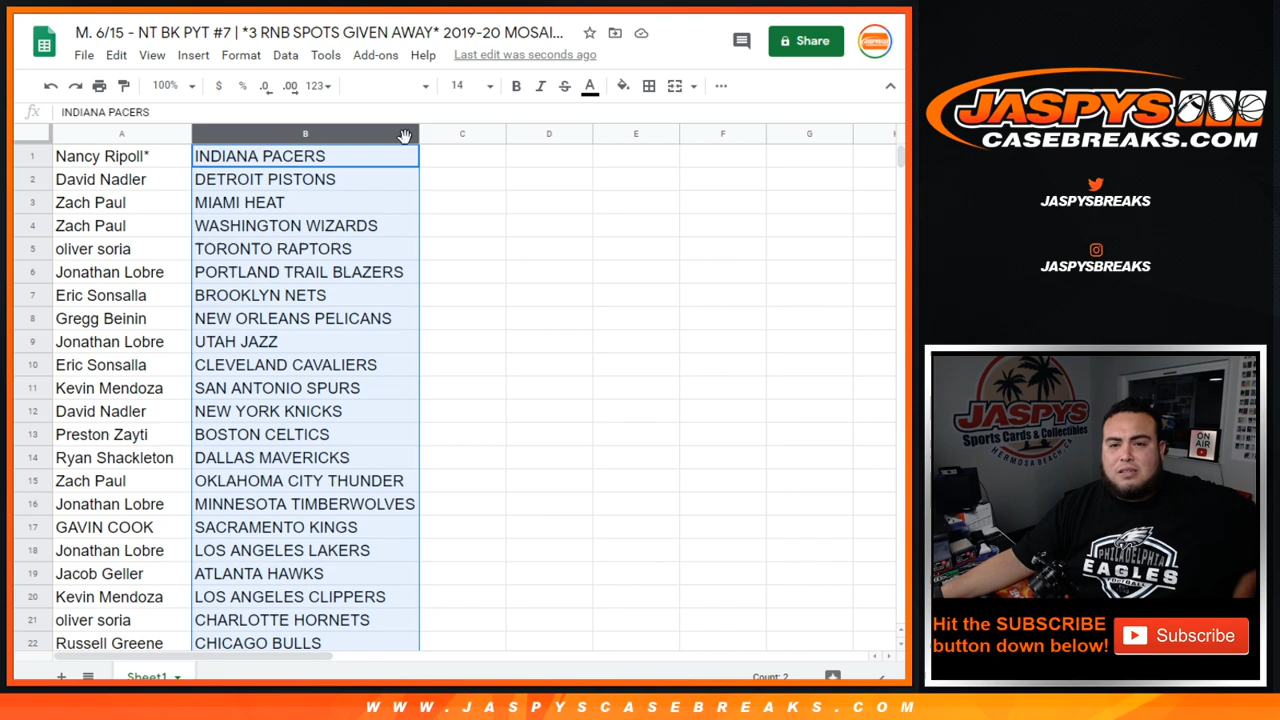 M. 6/15 - NT BK PYT #7 | *3 RNB SPOTS GIVEN AWAY* 2019-20 MOSAI...
File Edit View Insert Format Data Tools Add-ons Help Last edit was seconds ago
Share
100% $ % .0 .00 123 14 B I S A
fx INDIANA PACERS
A B C D E F G
1 Nancy Ripoll* INDIANA PACERS
2 David Nadler DETROIT PISTONS
3 Zach Paul MIAMI HEAT
4 Zach Paul WASHINGTON WIZARDS
5 oliver soria TORONTO RAPTORS
6 Jonathan Lobre PORTLAND TRAIL BLAZERS
7 Eric Sonsalla BROOKLYN NETS
8 Gregg Beinin NEW ORLEANS PELICANS
9 Jonathan Lobre UTAH JAZZ
10 Eric Sonsalla CLEVELAND CAVALIERS
11 Kevin Mendoza SAN ANTONIO SPURS
12 David Nadler NEW YORK KNICKS
13 Preston Zayti BOSTON CELTICS
14 Ryan Shackleton DALLAS MAVERICKS
15 Zach Paul OKLAHOMA CITY THUNDER
16 Jonathan Lobre MINNESOTA TIMBERWOLVES
17 GAVIN COOK SACRAMENTO KINGS
18 Jonathan Lobre LOS ANGELES LAKERS
19 Jacob Geller ATLANTA HAWKS
20 Kevin Mendoza LOS ANGELES CLIPPERS
21 oliver soria CHARLOTTE HORNETS
22 Russell Greene CHICAGO BULLS
Sheet1 Count: 2
JASPYS
CASEBREAKS.COM
JASPYSBREAKS
JASPYSBREAKS
JASPYS
Sports Cards & Collectibles
HERMOSA BEACH, CA
ON
AIR
PHILADELPHIA
EAGLES
FOOTBALL
Hit the SUBSCRIBE
button down below!
Subscribe
WWW.JASPYSCASEBREAKS.COM